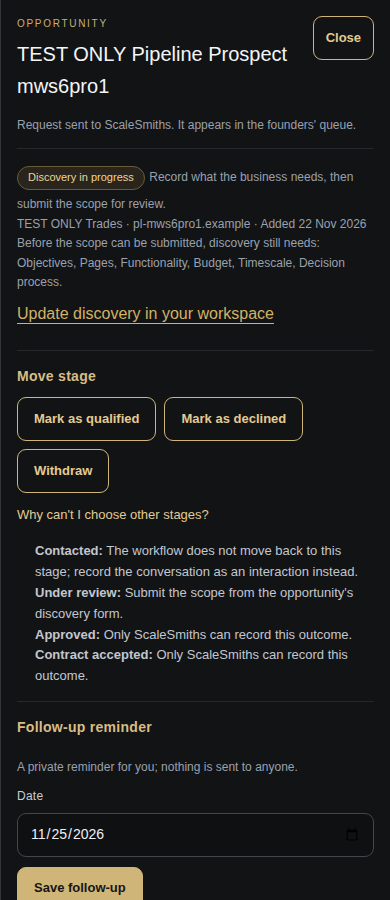 OPPORTUNITY
Close
TEST ONLY Pipeline Prospect
mws6pro1
Request sent to ScaleSmiths. It appears in the founders' queue.
Discovery in progress Record what the business needs, then
submit the scope for review.
TEST ONLY Trades · pl-mws6pro1.example · Added 22 Nov 2026
Before the scope can be submitted, discovery still needs:
Objectives, Pages, Functionality, Budget, Timescale, Decision
process.
Update discovery in your workspace
Move stage
Mark as qualified Mark as declined
Withdraw
Why can't I choose other stages?
Contacted: The workflow does not move back to this
stage; record the conversation as an interaction instead.
Under review: Submit the scope from the opportunity's
discovery form.
Approved: Only ScaleSmiths can record this outcome.
Contract accepted: Only ScaleSmiths can record this
outcome.
Follow-up reminder
A private reminder for you; nothing is sent to anyone.
Date
11/25/2026
Save follow-up